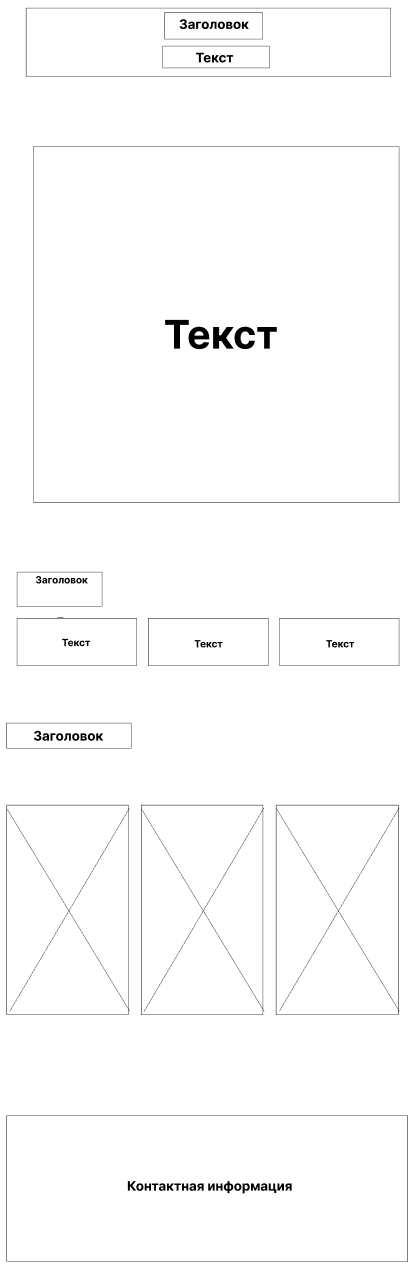 Заголовок
Текст
Текст
Заголовок
Текст
Текст
Текст
Заголовок
Контактная информация